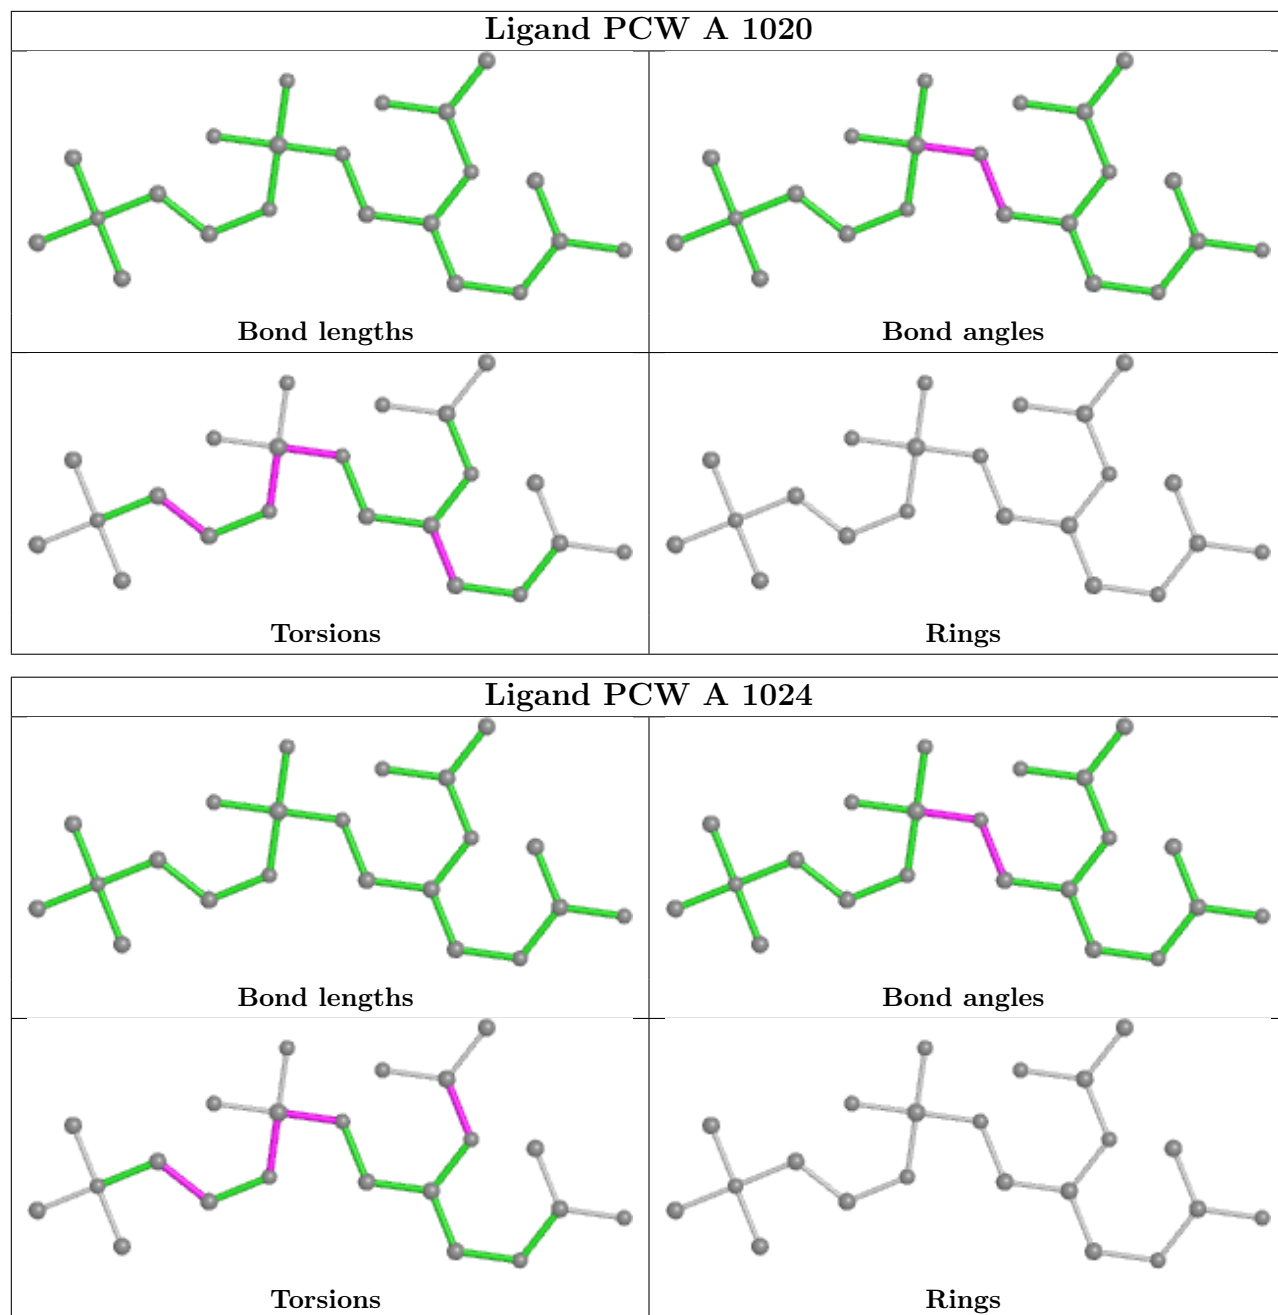 Ligand PCW A 1020
Bond lengths
Bond angles
Torsions
Rings
Ligand PCW A 1024
Bond lengths
Bond angles
Torsions
Rings